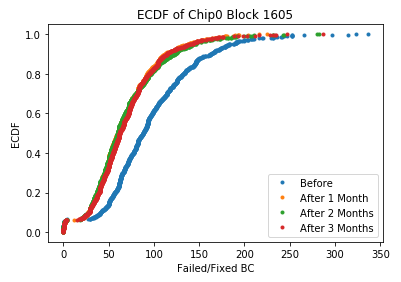 ECDF of Chip0 Block 1605
ECDF
1.0
0.8
0.6
0.4
0.2
0.0
Before
After 1 Month
After 2 Months
After 3 Months
0 50 100 150 200 250 300 350
Failed/Fixed BC